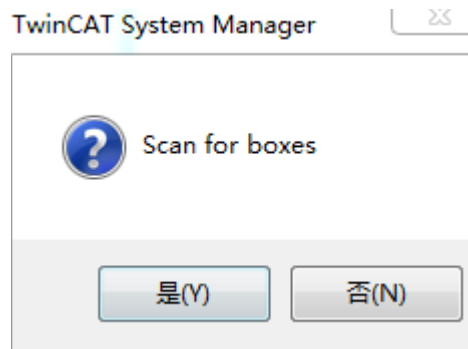 TwinCAT System Manager
Scan for boxes
是(Y) 否(N)